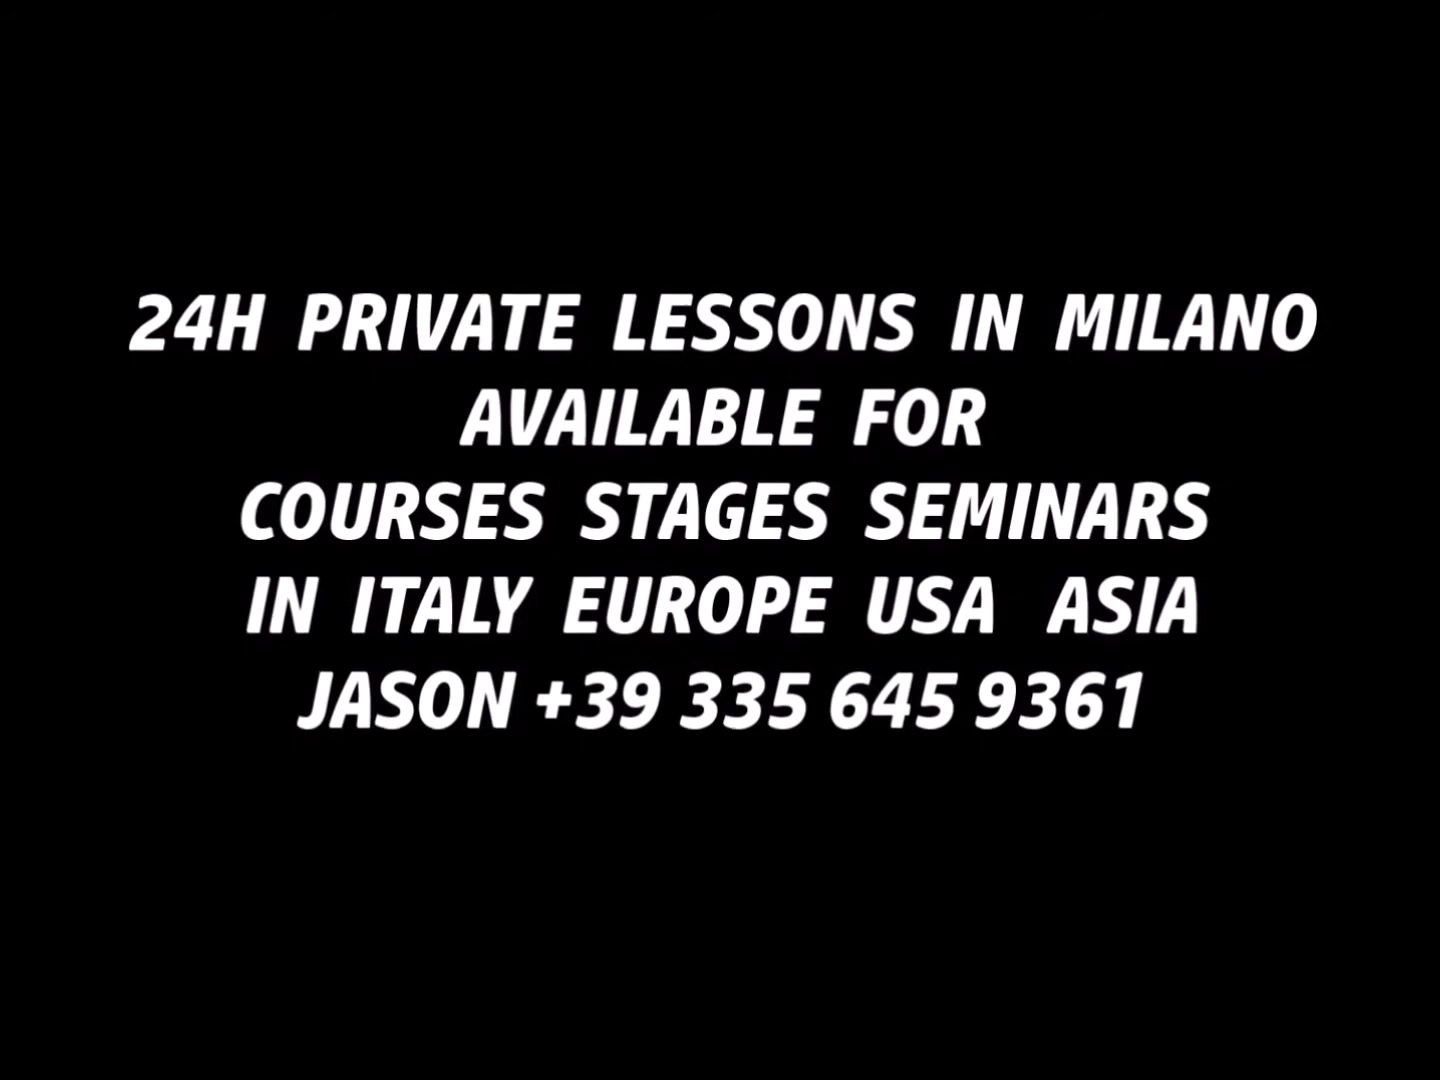 24H PRIVATE LESSONS IN MILANO
AVAILABLE FOR
COURSES STAGES SEMINARS
IN ITALY EUROPE USA ASIA
JASON +39 335 645 9361